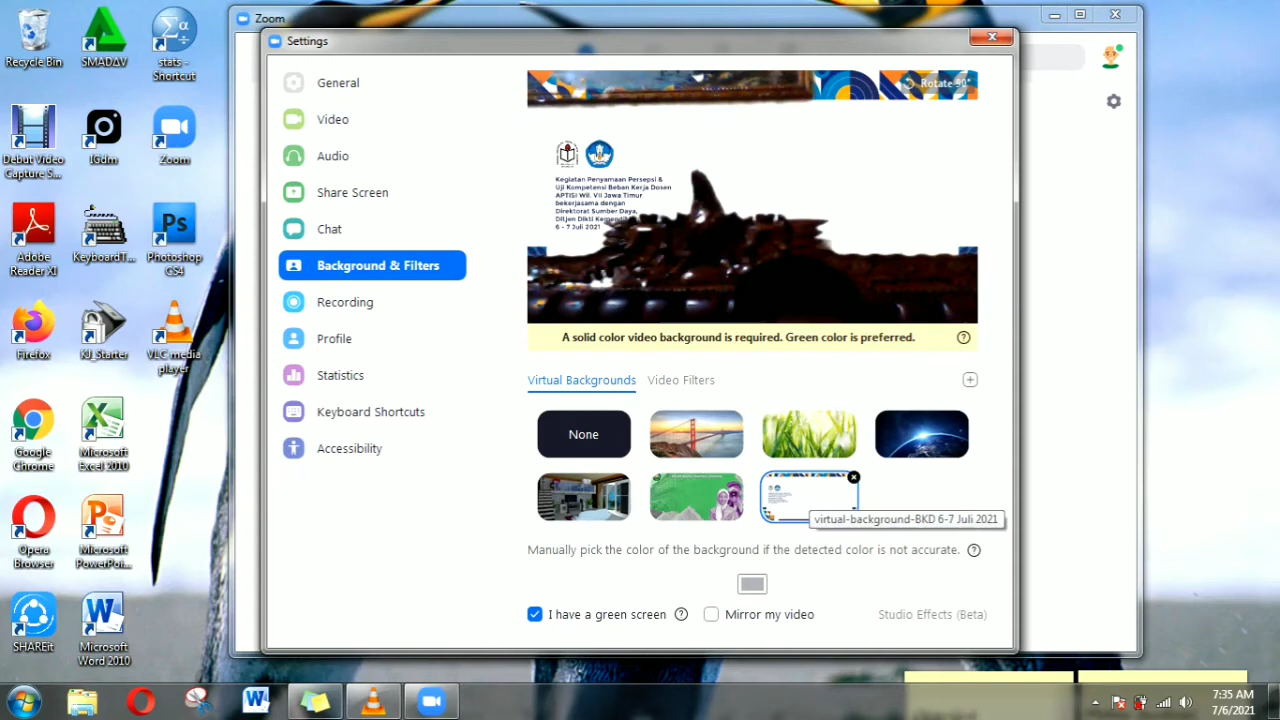 Recycle Bin
SMADAV
stats - Shortcut
Debut Video Capture S...
IGdm
Zoom
Adobe Reader XI
KeyboardT...
Photoshop CS4
Firefox
KJ_Starter
VLC media player
Google Chrome
Microsoft Excel 2010
Opera Browser
Microsoft PowerPoi...
SHAREit
Microsoft Word 2010
Zoom
Settings
General
Video
Audio
Share Screen
Chat
Background & Filters
Recording
Profile
Statistics
Keyboard Shortcuts
Accessibility
Rotate 90°
Kegiatan Penyamaan Persepsi &
Uji Kompetensi Beban Kerja Dosen
APTISI Wil. VII Jawa Timur
bekerjasama dengan
Direktorat Sumber Daya,
Ditjen Dikti
6 - 7 Juli 2021
A solid color video background is required. Green color is preferred.
Virtual Backgrounds
Video Filters
None
virtual-background-BKD 6-7 Juli 2021
Manually pick the color of the background if the detected color is not accurate.
I have a green screen
Mirror my video
Studio Effects (Beta)
7:35 AM
7/6/2021